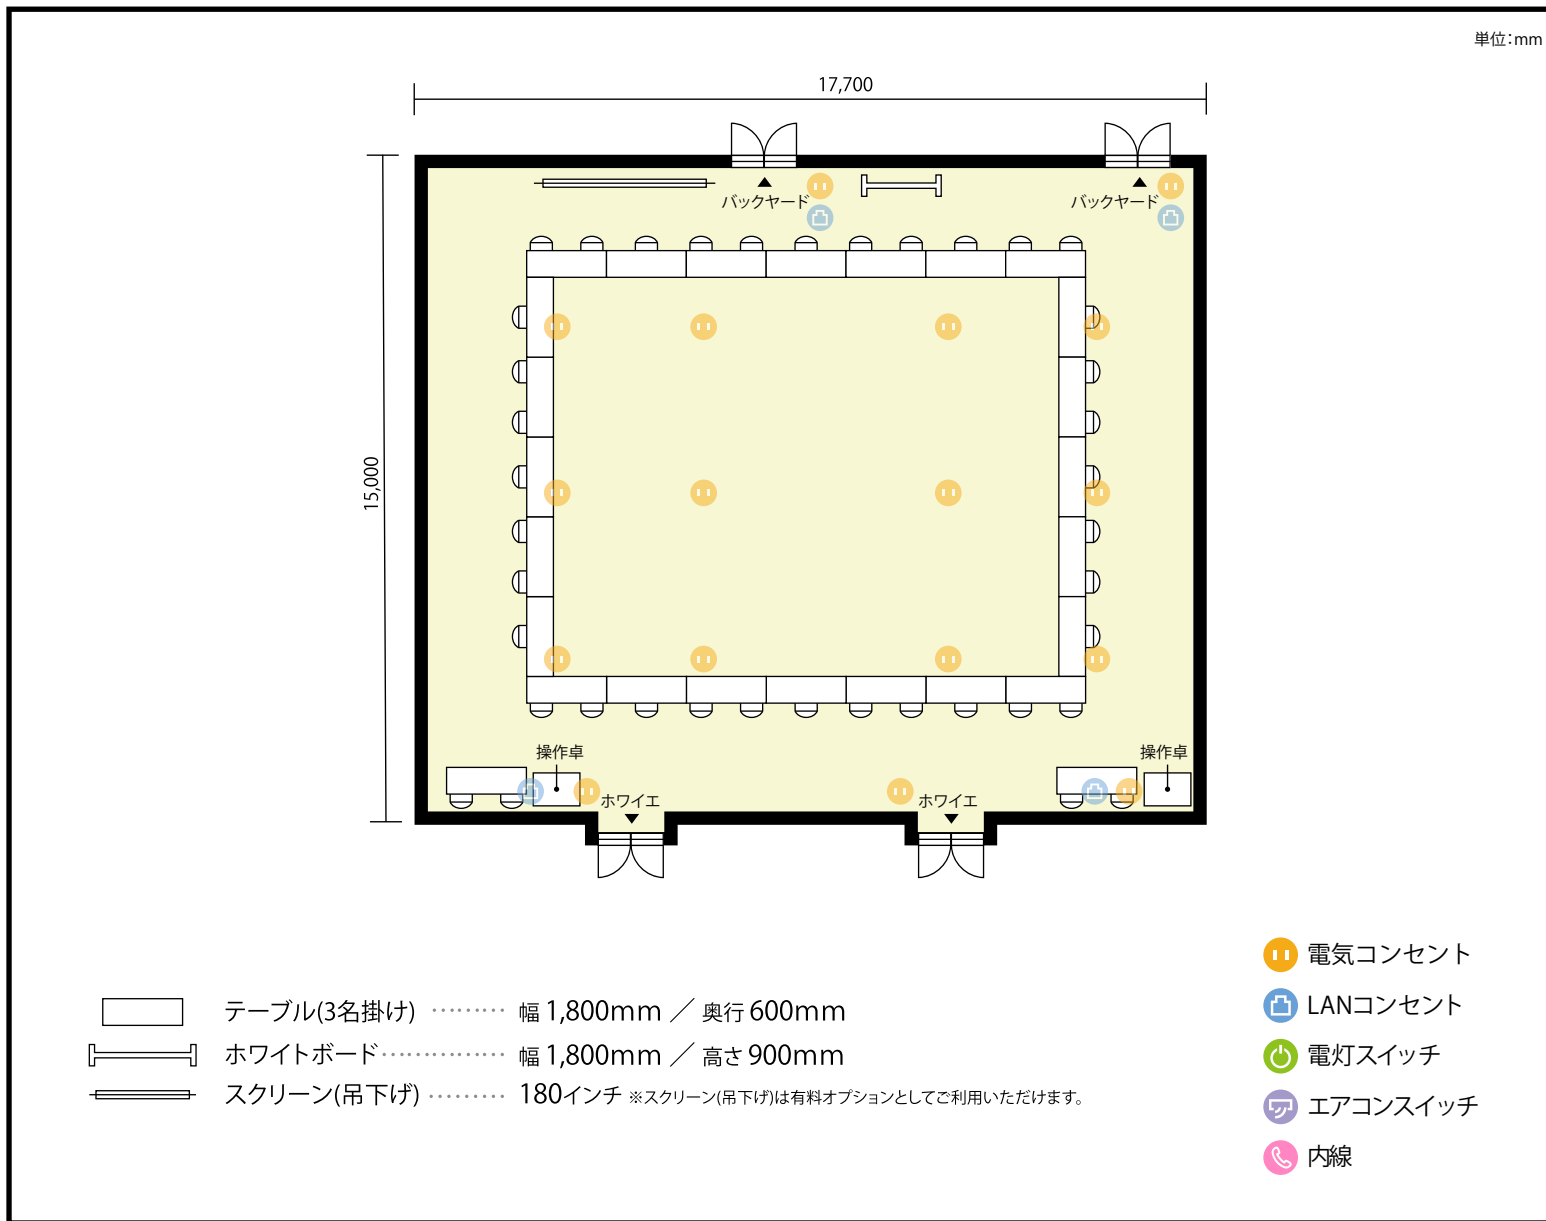 単位：mm
17,700
バックヤード
バックヤード
15,000
操作卓
操作卓
ホワイエ
ホワイエ
電気コンセント
LANコンセント
電灯スイッチ
エアコンスイッチ
内線
テーブル(3名掛け) ‥‥‥‥‥ 幅 1,800mm ／ 奥行 600mm
ホワイトボード‥‥‥‥‥‥‥ 幅 1,800mm ／ 高さ 900mm
スクリーン(吊下げ) ‥‥‥‥‥ 180インチ ※スクリーン(吊下げ)は有料オプションとしてご利用いただけます。